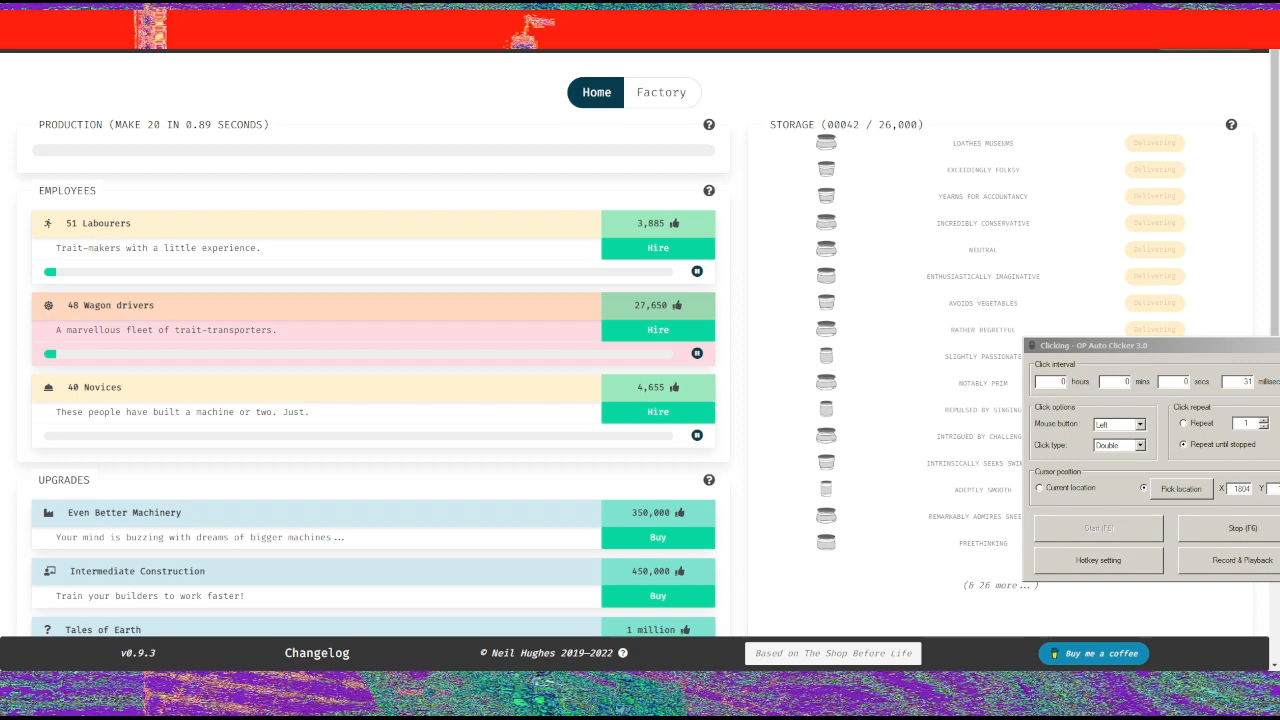 Home
Factory
PRODUCTION (MAKE 20 IN 0.89 SECONDS)
EMPLOYEES
51 Labourers
3,885
Trait-makers with a little experience.
Hire
48 Wagon Drivers
27,650
A marvellous fleet of trait-transporters.
Hire
40 Novices
4,655
These people have built a machine or two. Just.
Hire
UPGRADES
Even Better Machinery
350,000
Your mind is buzzing with dreams of bigger machines...
Buy
Intermediate Construction
450,000
Train your builders to work faster!
Buy
? Tales of Earth
1 million
STORAGE (00042 / 26,000)
LOATHES MUSEUMS Delivering
EXCEEDINGLY FOLKSY Delivering
YEARNS FOR ACCOUNTANCY Delivering
INCREDIBLY CONSERVATIVE Delivering
NEUTRAL Delivering
ENTHUSIASTICALLY IMAGINATIVE Delivering
AVOIDS VEGETABLES Delivering
RATHER REGRETFUL Delivering
SLIGHTLY PASSIONATE
NOTABLY PRIM
REPULSED BY SINGING
INTRIGUED BY CHALLENG
INTRINSICALLY SEEKS SWIM
ADEPTLY SMOOTH
REMARKABLY ADMIRES SNEE
FREETHINKING
(& 26 more...)
Clicking - OP Auto Clicker 3.0
Click interval
0 hours 0 mins 0 secs 31 millisec
Click options
Mouse button: Left
Click type: Double
Click repeat
Repeat 1
Repeat until stopped
Cursor position
Current location
Pick location X 1804 Y
Start (F6)
Stop (F6)
Hotkey setting
Record & Playback
v0.9.3
Changelog
© Neil Hughes 2019–2022
Based on The Shop Before Life
Buy me a coffee